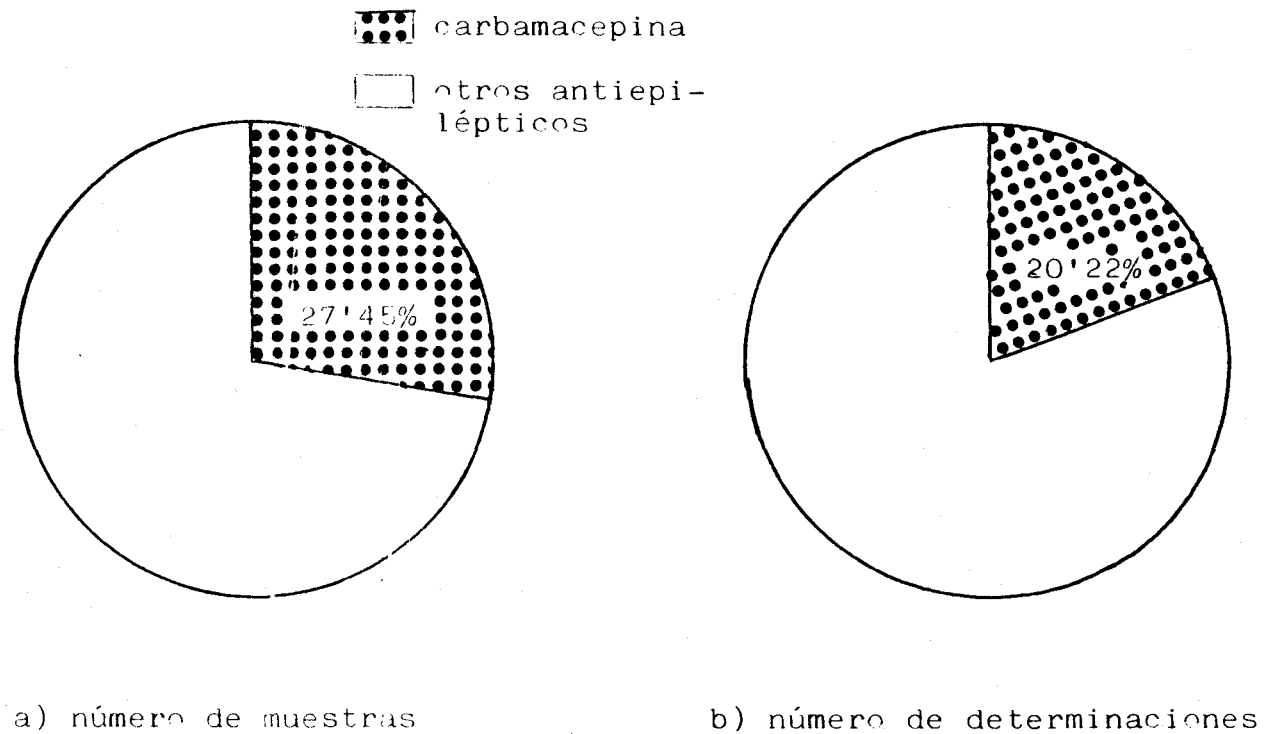 carbamacepina
otros antiepi-
lépticos
27'45%
20'22%
a) número de muestras
b) número de determinaciones